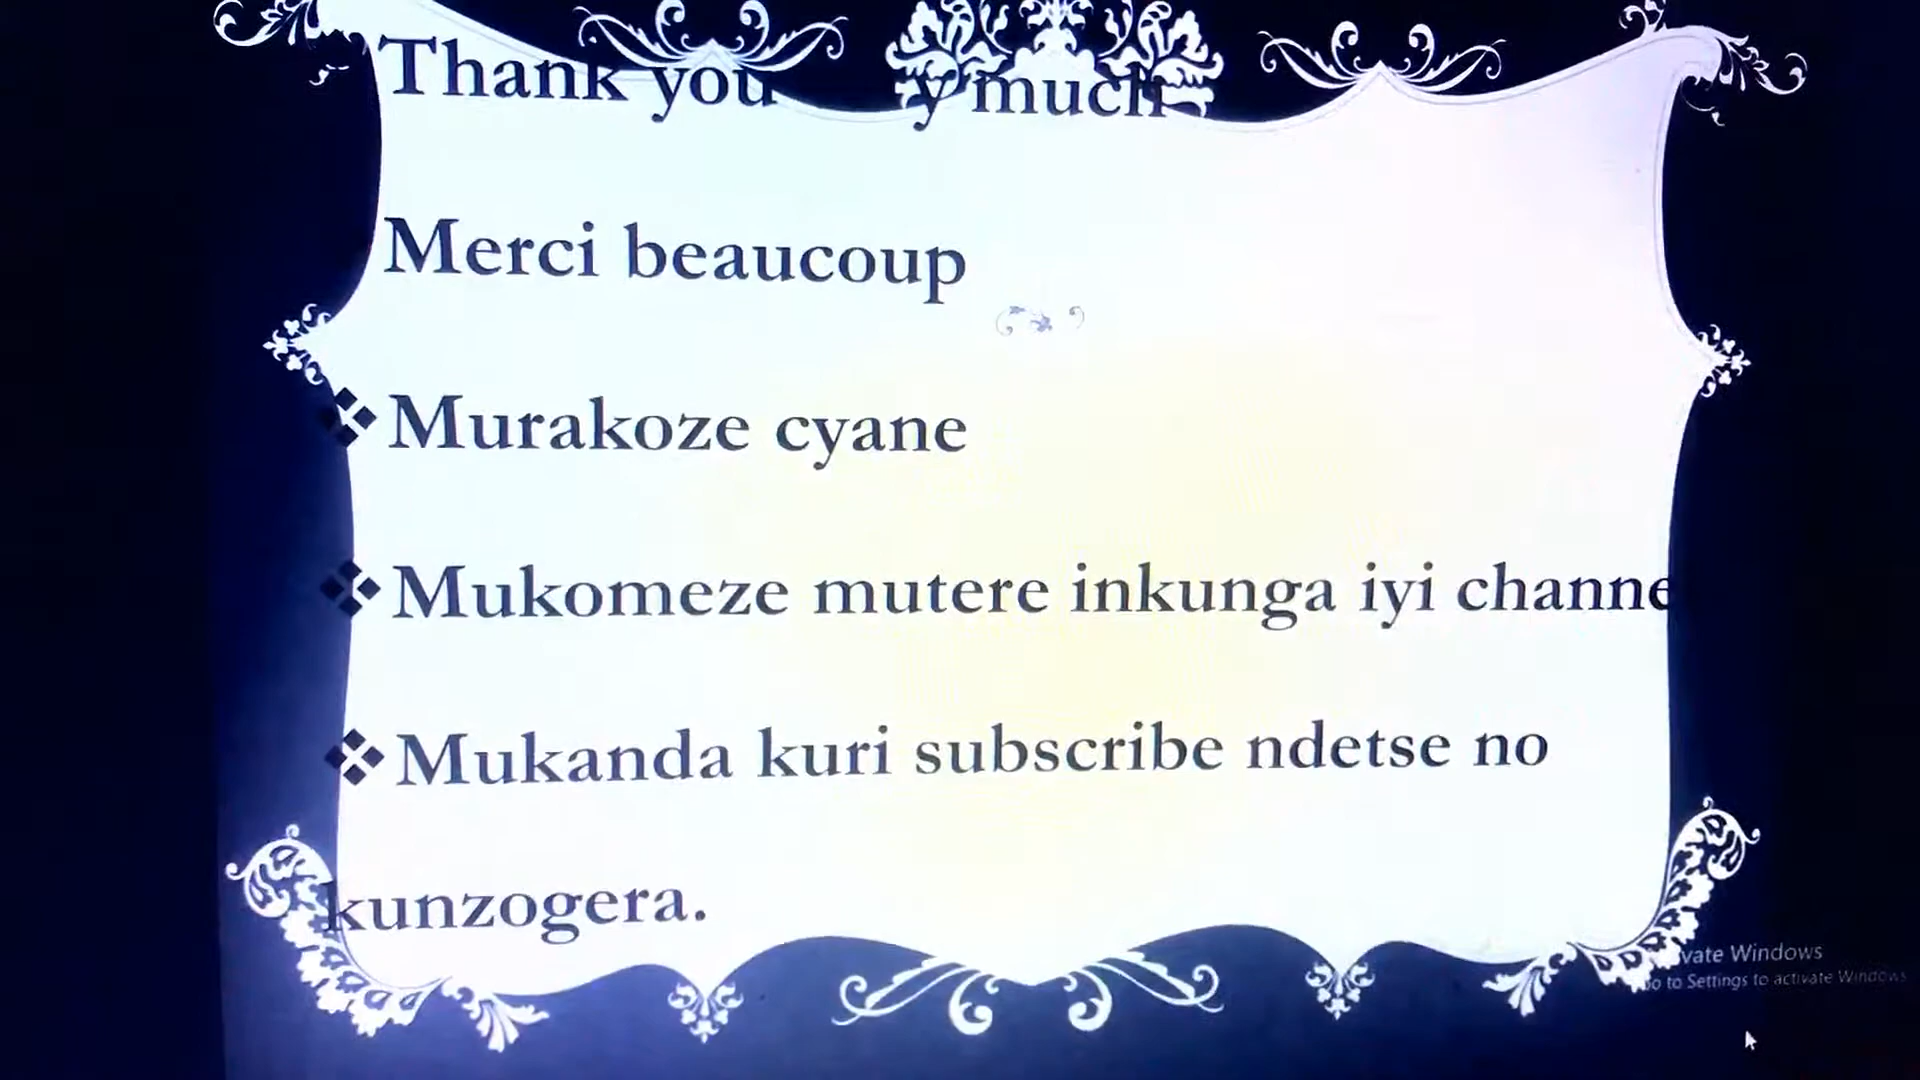 Thank you y much
Merci beaucoup
Murakoze cyane
Mukomeze mutere inkunga iyi channe
Mukanda kuri subscribe ndetse no
kunzogera.
vate Windows
o to Settings to activate Windows